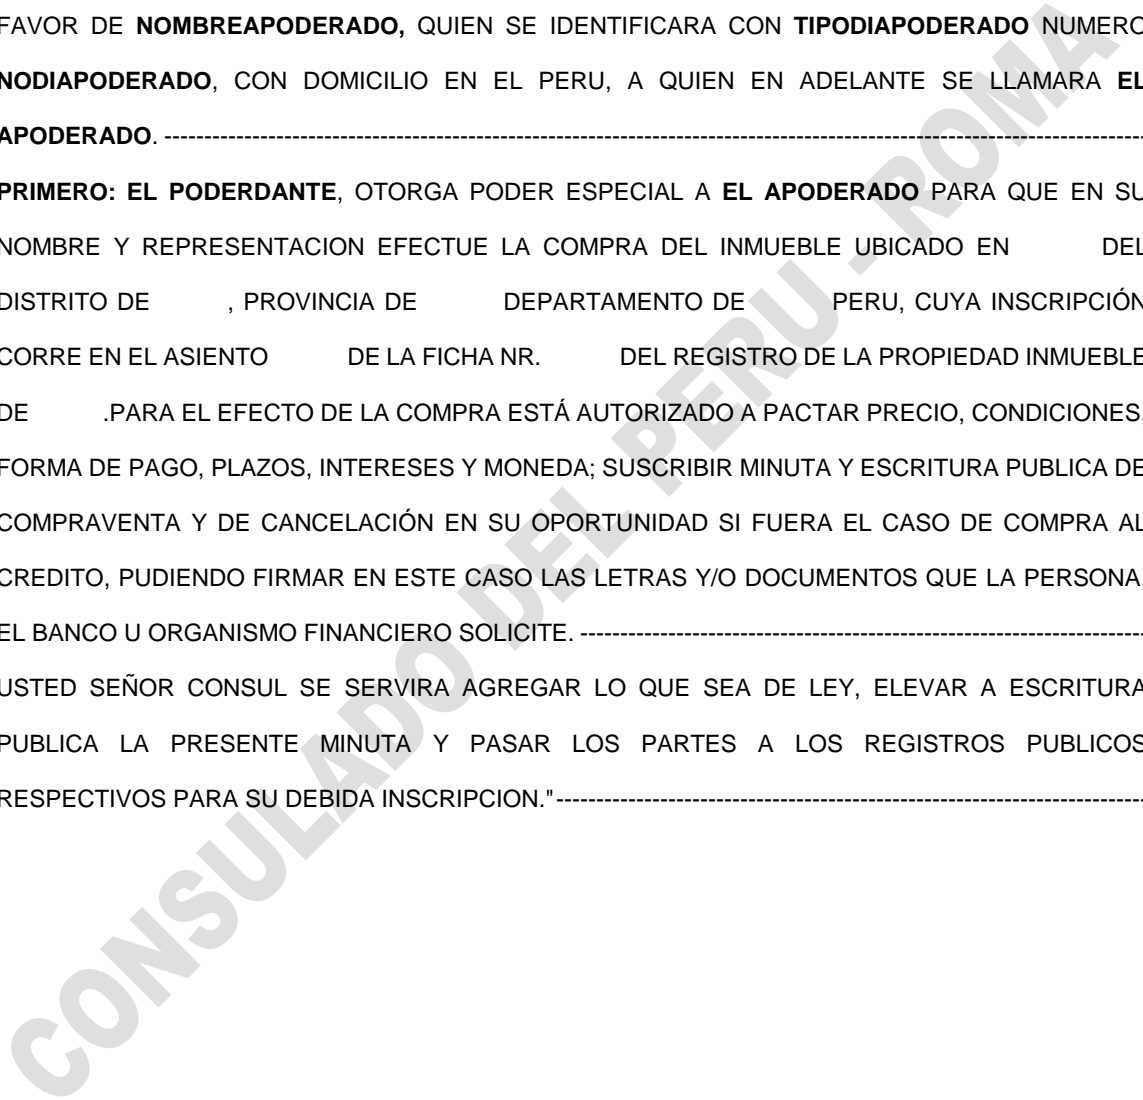 FAVOR DE NOMBREAPODERADO, QUIEN SE IDENTIFICARA CON TIPODIAPODERADO NUMERO
NODIAPODERADO, CON DOMICILIO EN EL PERU, A QUIEN EN ADELANTE SE LLAMARA EL
APODERADO. ---------------------------------------------------------------------------------------------------------------------------
PRIMERO: EL PODERDANTE, OTORGA PODER ESPECIAL A EL APODERADO PARA QUE EN SU
NOMBRE Y REPRESENTACION EFECTUE LA COMPRA DEL INMUEBLE UBICADO EN DEL
DISTRITO DE , PROVINCIA DE DEPARTAMENTO DE PERU, CUYA INSCRIPCIÓN
CORRE EN EL ASIENTO DE LA FICHA NR. DEL REGISTRO DE LA PROPIEDAD INMUEBLE
DE .PARA EL EFECTO DE LA COMPRA ESTÁ AUTORIZADO A PACTAR PRECIO, CONDICIONES,
FORMA DE PAGO, PLAZOS, INTERESES Y MONEDA; SUSCRIBIR MINUTA Y ESCRITURA PUBLICA DE
COMPRAVENTA Y DE CANCELACIÓN EN SU OPORTUNIDAD SI FUERA EL CASO DE COMPRA AL
CREDITO, PUDIENDO FIRMAR EN ESTE CASO LAS LETRAS Y/O DOCUMENTOS QUE LA PERSONA,
EL BANCO U ORGANISMO FINANCIERO SOLICITE. -----------------------------------------------------------------------
USTED SEÑOR CONSUL SE SERVIRA AGREGAR LO QUE SEA DE LEY, ELEVAR A ESCRITURA
PUBLICA LA PRESENTE MINUTA Y PASAR LOS PARTES A LOS REGISTROS PUBLICOS
RESPECTIVOS PARA SU DEBIDA INSCRIPCION."--------------------------------------------------------------------------
CONSULADO DEL PERU - ROMA